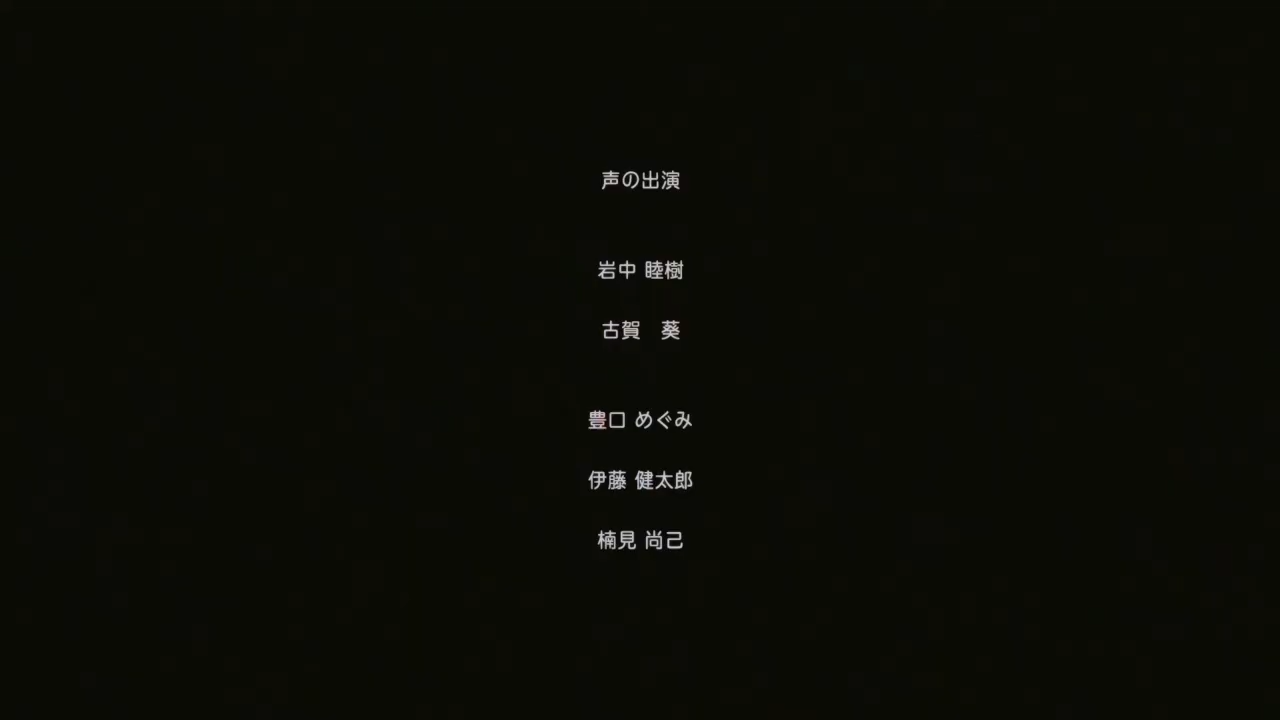 声の出演
岩中 睦樹
古賀　葵
豊口 めぐみ
伊藤 健太郎
楠見 尚己